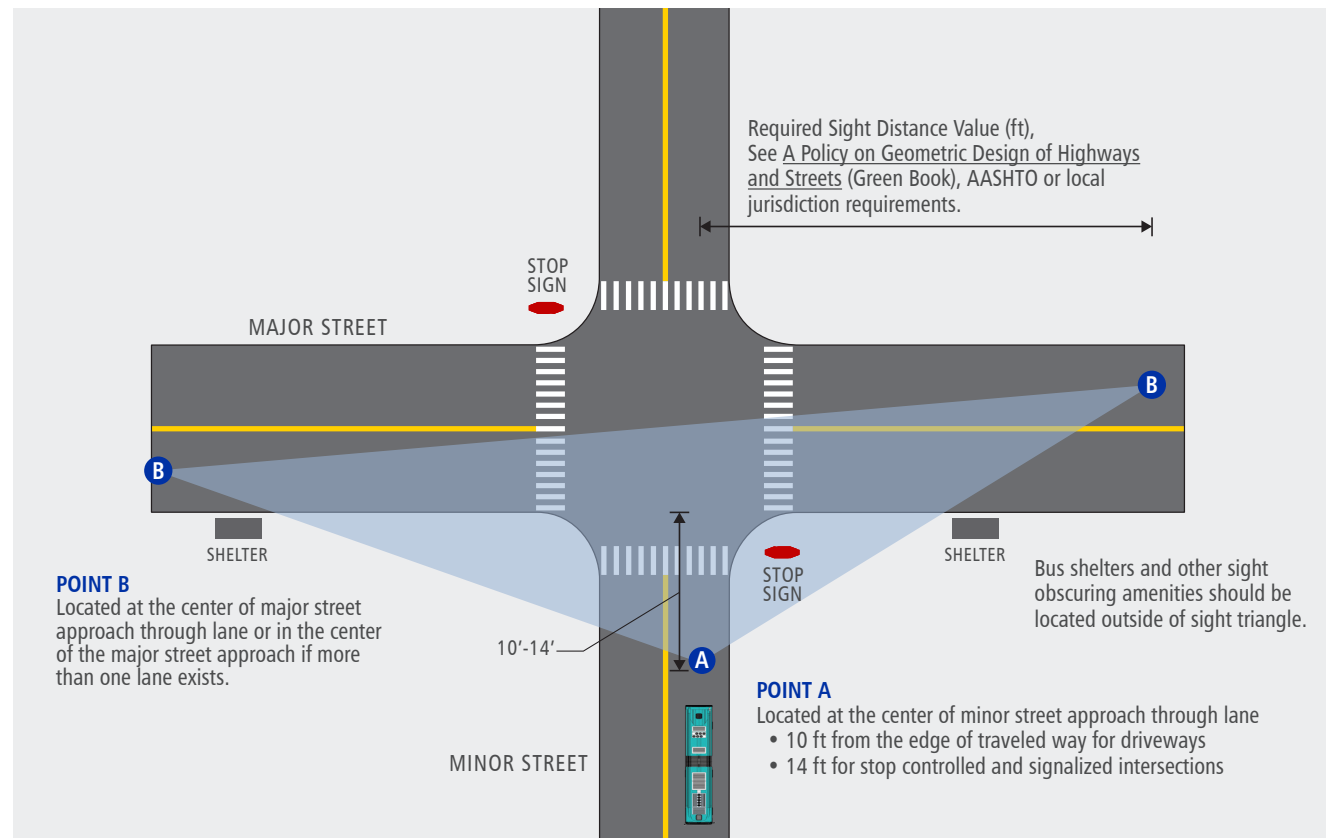 Required Sight Distance Value (ft),
See A Policy on Geometric Design of Highways
and Streets (Green Book), AASHTO or local
jurisdiction requirements.
STOP
SIGN
MAJOR STREET
B
B
SHELTER
SHELTER
STOP
SIGN
Bus shelters and other sight
obscuring amenities should be
located outside of sight triangle.
POINT B
Located at the center of major street
approach through lane or in the center
of the major street approach if more
than one lane exists.
10’-14’
A
POINT A
Located at the center of minor street approach through lane
• 10 ft from the edge of traveled way for driveways
• 14 ft for stop controlled and signalized intersections
MINOR STREET